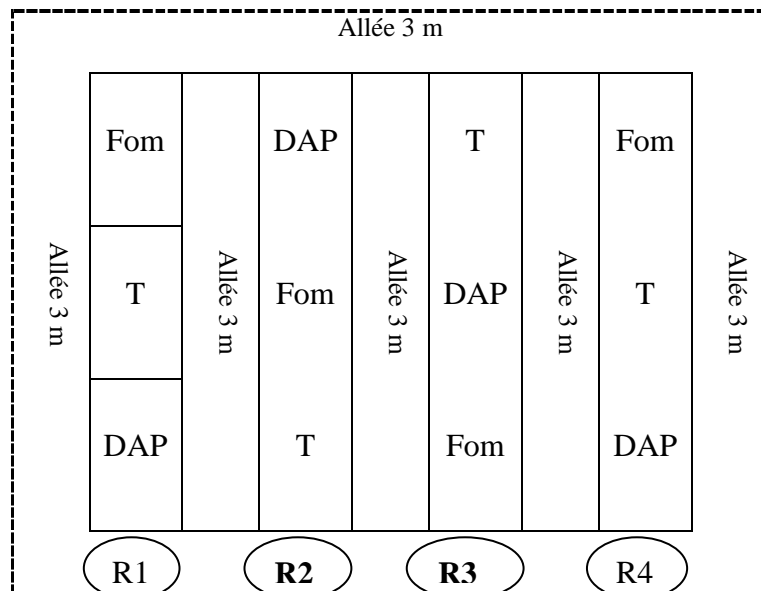 Allée 3 m
Fom DAP T Fom
Allée 3 m Allée 3 m Allée 3 m Allée 3 m Allée 3 m
T Fom DAP T
DAP T Fom DAP
R1 R2 R3 R4